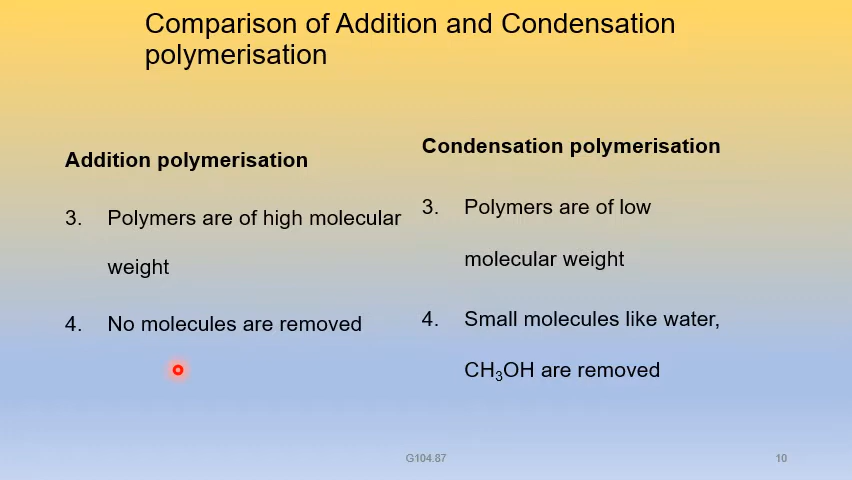 Comparison of Addition and Condensation
polymerisation
Addition polymerisation
3. Polymers are of high molecular
weight
4. No molecules are removed
Condensation polymerisation
3. Polymers are of low
molecular weight
4. Small molecules like water,
CH₃OH are removed
G104.87
10